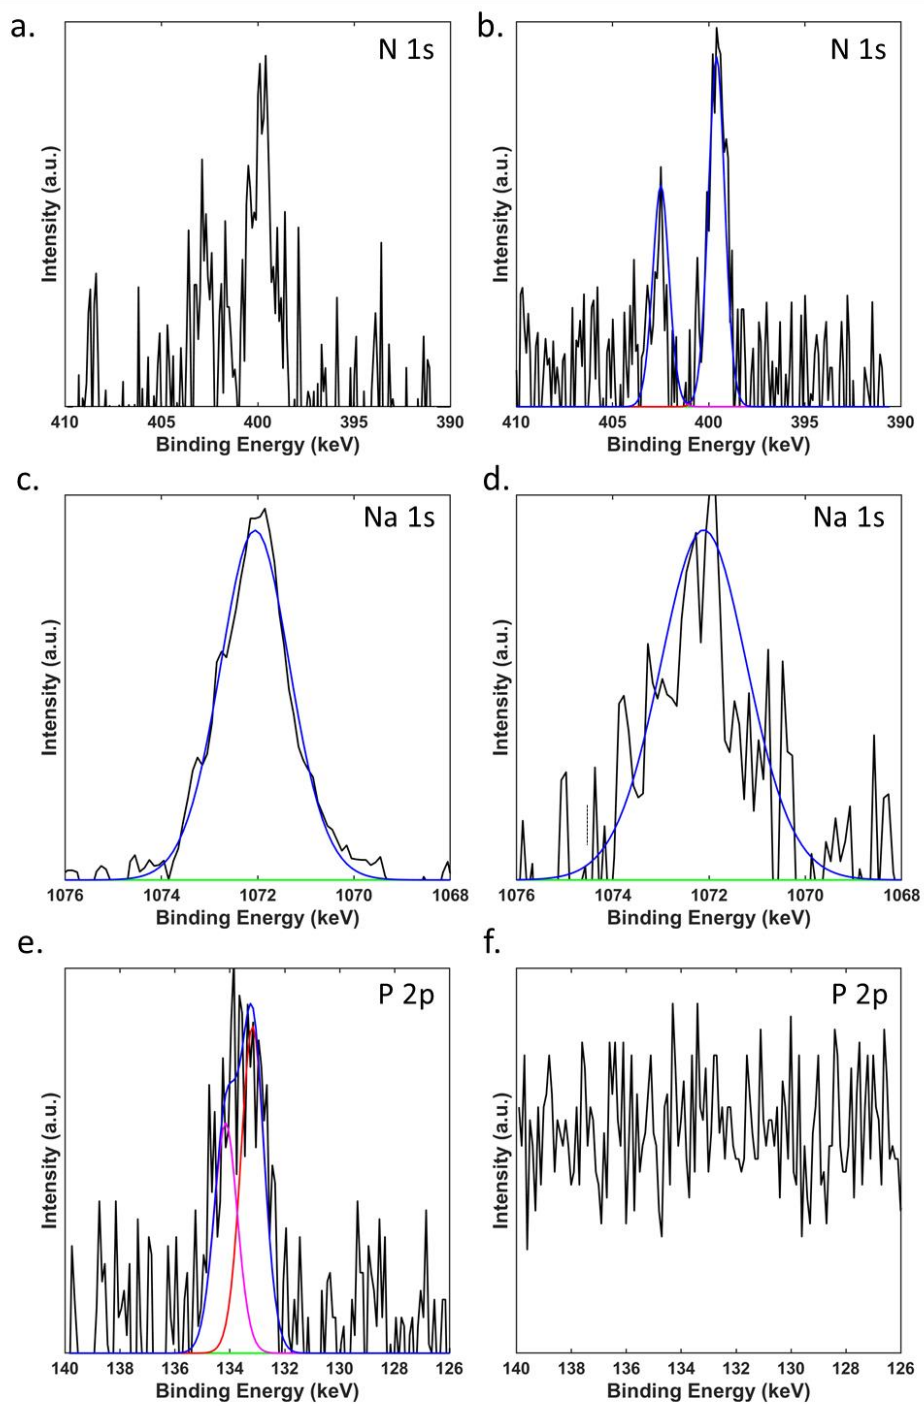 a.
N 1s
Intensity (a.u.)
410 405 400 395 390
Binding Energy (keV)
b.
N 1s
Intensity (a.u.)
410 405 400 395 390
Binding Energy (keV)
c.
Na 1s
Intensity (a.u.)
1076 1074 1072 1070 1068
Binding Energy (keV)
d.
Na 1s
Intensity (a.u.)
1076 1074 1072 1070 1068
Binding Energy (keV)
e.
P 2p
Intensity (a.u.)
140 138 136 134 132 130 128 126
Binding Energy (keV)
f.
P 2p
Intensity (a.u.)
140 138 136 134 132 130 128 126
Binding Energy (keV)